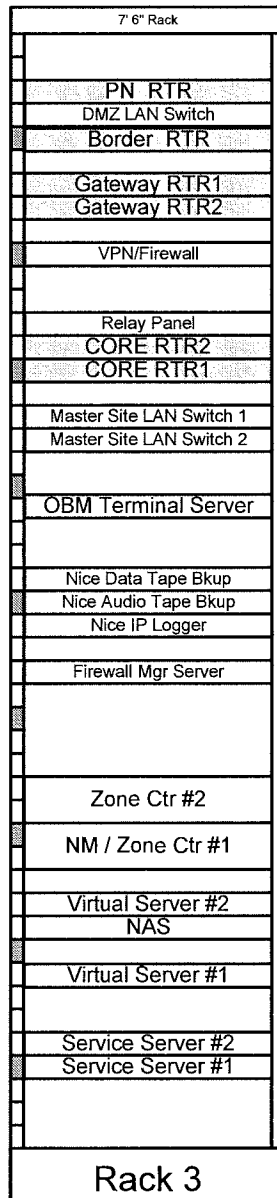 7' 6" Rack
PN RTR
DMZ LAN Switch
Border RTR
Gateway RTR1
Gateway RTR2
VPN/Firewall
Relay Panel
CORE RTR2
CORE RTR1
Master Site LAN Switch 1
Master Site LAN Switch 2
OBM Terminal Server
Nice Data Tape Bkup
Nice Audio Tape Bkup
Nice IP Logger
Firewall Mgr Server
Zone Ctr #2
NM / Zone Ctr #1
Virtual Server #2
NAS
Virtual Server #1
Service Server #2
Service Server #1
Rack 3